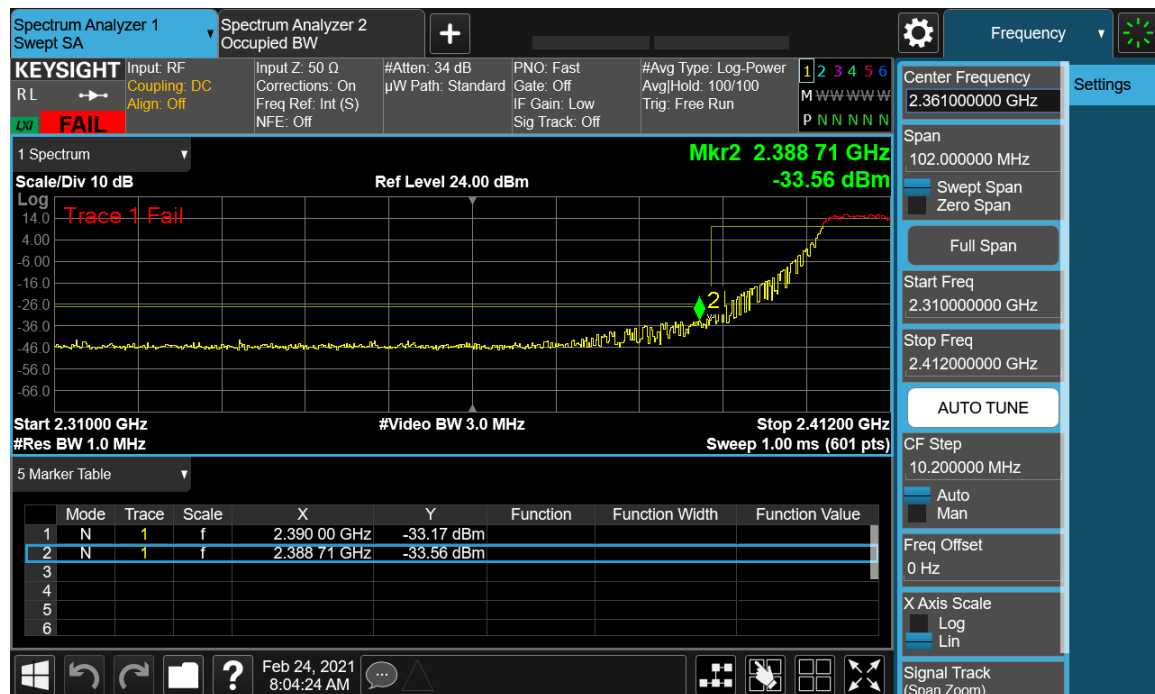 Spectrum Analyzer 1
Swept SA
Spectrum Analyzer 2
Occupied BW
Frequency
KEYSIGHT
RL
LXI
FAIL
Input: RF
Coupling: DC
Align: Off
Input Z: 50 Ω
Corrections: On
Freq Ref: Int (S)
NFE: Off
#Atten: 34 dB
µW Path: Standard
PNO: Fast
Gate: Off
IF Gain: Low
Sig Track: Off
#Avg Type: Log-Power
Avg|Hold: 100/100
Trig: Free Run
1 2 3 4 5 6
M W W W W W
P N N N N N
1 Spectrum
Mkr2 2.388 71 GHz
Scale/Div 10 dB
Ref Level 24.00 dBm
-33.56 dBm
Log
Trace 1 Fail
14.0
4.00
-6.00
-16.0
-26.0
2
-36.0
-46.0
-56.0
-66.0
Start 2.31000 GHz
#Video BW 3.0 MHz
Stop 2.41200 GHz
#Res BW 1.0 MHz
Sweep 1.00 ms (601 pts)
5 Marker Table
Mode Trace Scale X Y Function Function Width Function Value
1 N 1 f 2.390 00 GHz -33.17 dBm
2 N 1 f 2.388 71 GHz -33.56 dBm
3
4
5
6
?
Feb 24, 2021
8:04:24 AM
Center Frequency
2.361000000 GHz
Settings
Span
102.000000 MHz
Swept Span
Zero Span
Full Span
Start Freq
2.310000000 GHz
Stop Freq
2.412000000 GHz
AUTO TUNE
CF Step
10.200000 MHz
Auto
Man
Freq Offset
0 Hz
X Axis Scale
Log
Lin
Signal Track
(Span Zoom)